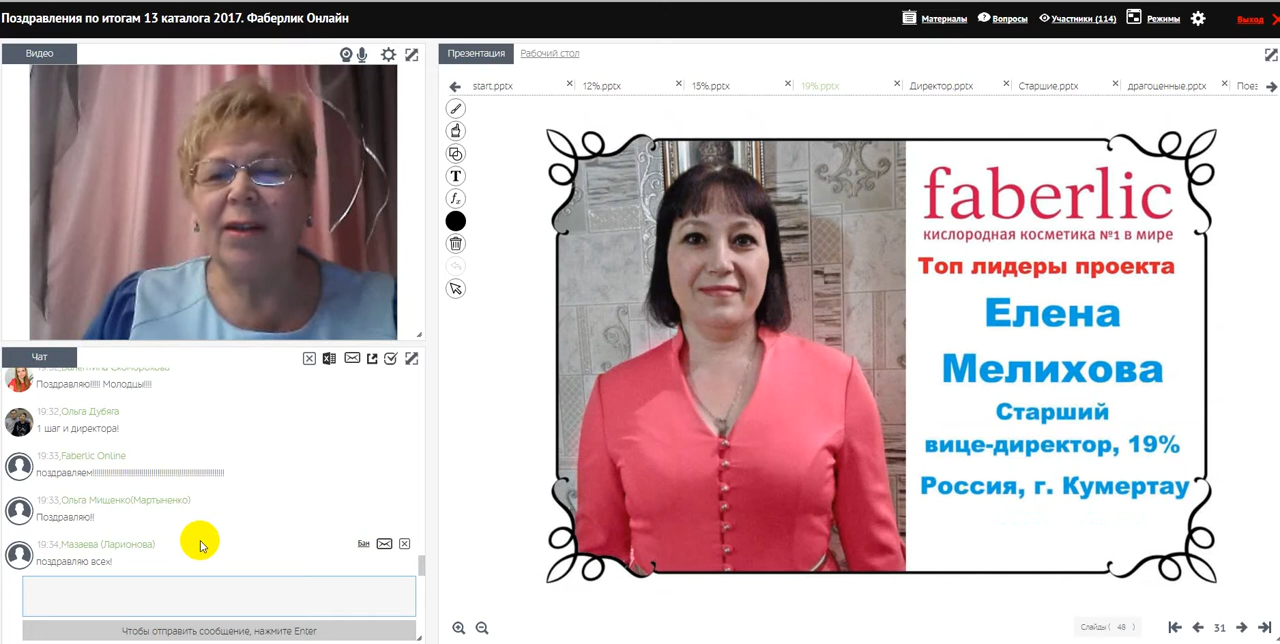 Поздравления по итогам 13 каталога 2017. Фаберлик Онлайн
Материалы
Вопросы
Участники (114)
Режимы
Выход
Видео
Презентация
Рабочий стол
start.pptx
12%.pptx
15%.pptx
19%.pptx
Директор.pptx
Старшие.pptx
драгоценные.pptx
faberlic
кислородная косметика №1 в мире
Топ лидеры проекта
Елена
Мелихова
Старший
вице-директор, 19%
Россия, г. Кумертау
Чат
Поздравляю!!!!! Молодцы!!!!
19:32,Ольга Дубяга
1 шаг и директора!
19:33,Faberlic Online
19:33,Ольга Мищенко(Мартыненко)
Поздравляю!!
19:34,Мазаева (Ларионова)
Бан
поздравляю всех!
Чтобы отправить сообщение, нажмите Enter
Слайды ( 48 )
31